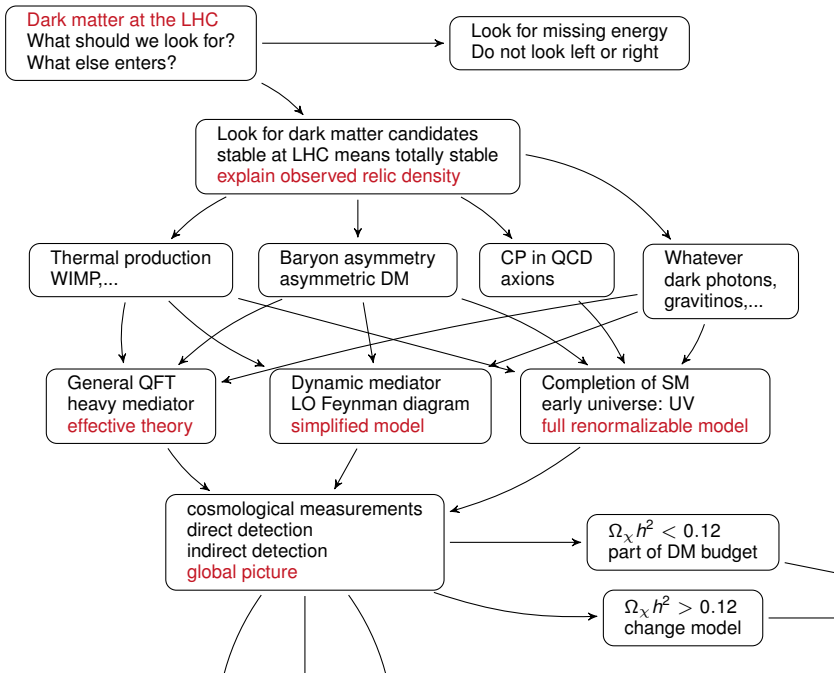 Dark matter at the LHC
What should we look for?
What else enters?
Look for missing energy
Do not look left or right
Look for dark matter candidates
stable at LHC means totally stable
explain observed relic density
Thermal production
WIMP,...
Baryon asymmetry
asymmetric DM
CP in QCD
axions
Whatever
dark photons,
gravitinos,...
General QFT
heavy mediator
effective theory
Dynamic mediator
LO Feynman diagram
simplified model
Completion of SM
early universe: UV
full renormalizable model
cosmological measurements
direct detection
indirect detection
global picture
Ωχh² < 0.12
part of DM budget
Ωχh² > 0.12
change model